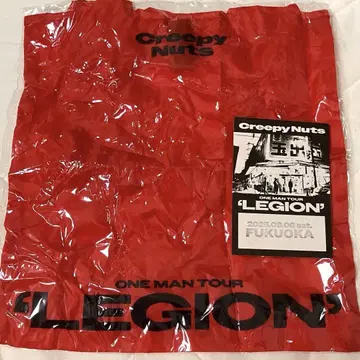 Creepy
Nuts
Creepy Nuts
ONE MAN TOUR
'LEGION'
FUKUOKA
ONE MAN TOUR
'LEGION'